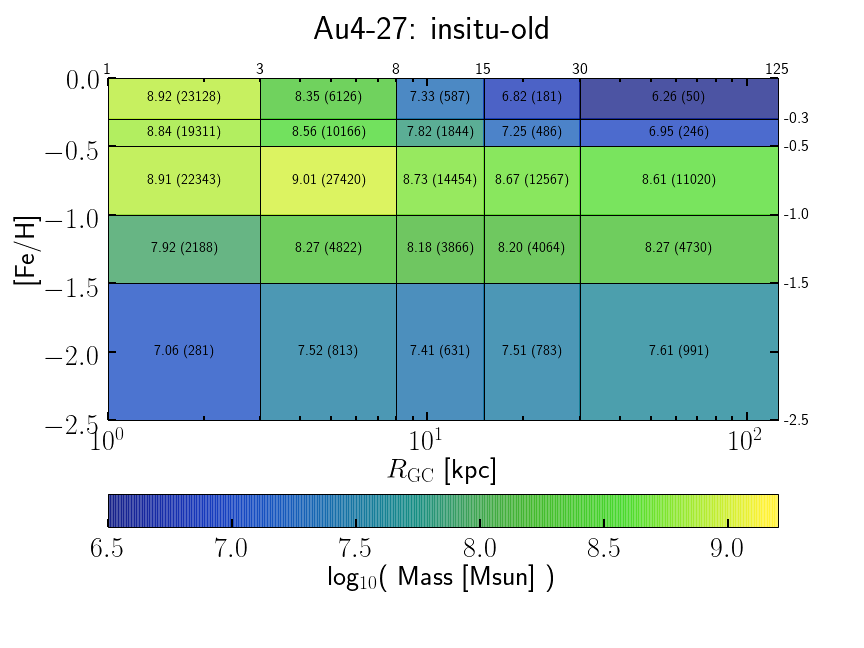 Au4-27: insitu-old
1 3 8 15 30 125
0.0 8.92 (23128) 8.35 (6126) 7.33 (587) 6.82 (181) 6.26 (50)
-0.3
8.84 (19311) 8.56 (10166) 7.82 (1844) 7.25 (486) 6.95 (246)
−0.5 -0.5
8.91 (22343) 9.01 (27420) 8.73 (14454) 8.67 (12567) 8.61 (11020)
−1.0 -1.0
[Fe/H]
7.92 (2188) 8.27 (4822) 8.18 (3866) 8.20 (4064) 8.27 (4730)
−1.5 -1.5
7.06 (281) 7.52 (813) 7.41 (631) 7.51 (783) 7.61 (991)
−2.0
−2.5 -2.5
10⁰ 10¹ 10²
R_GC [kpc]
6.5 7.0 7.5 8.0 8.5 9.0
log₁₀( Mass [Msun] )